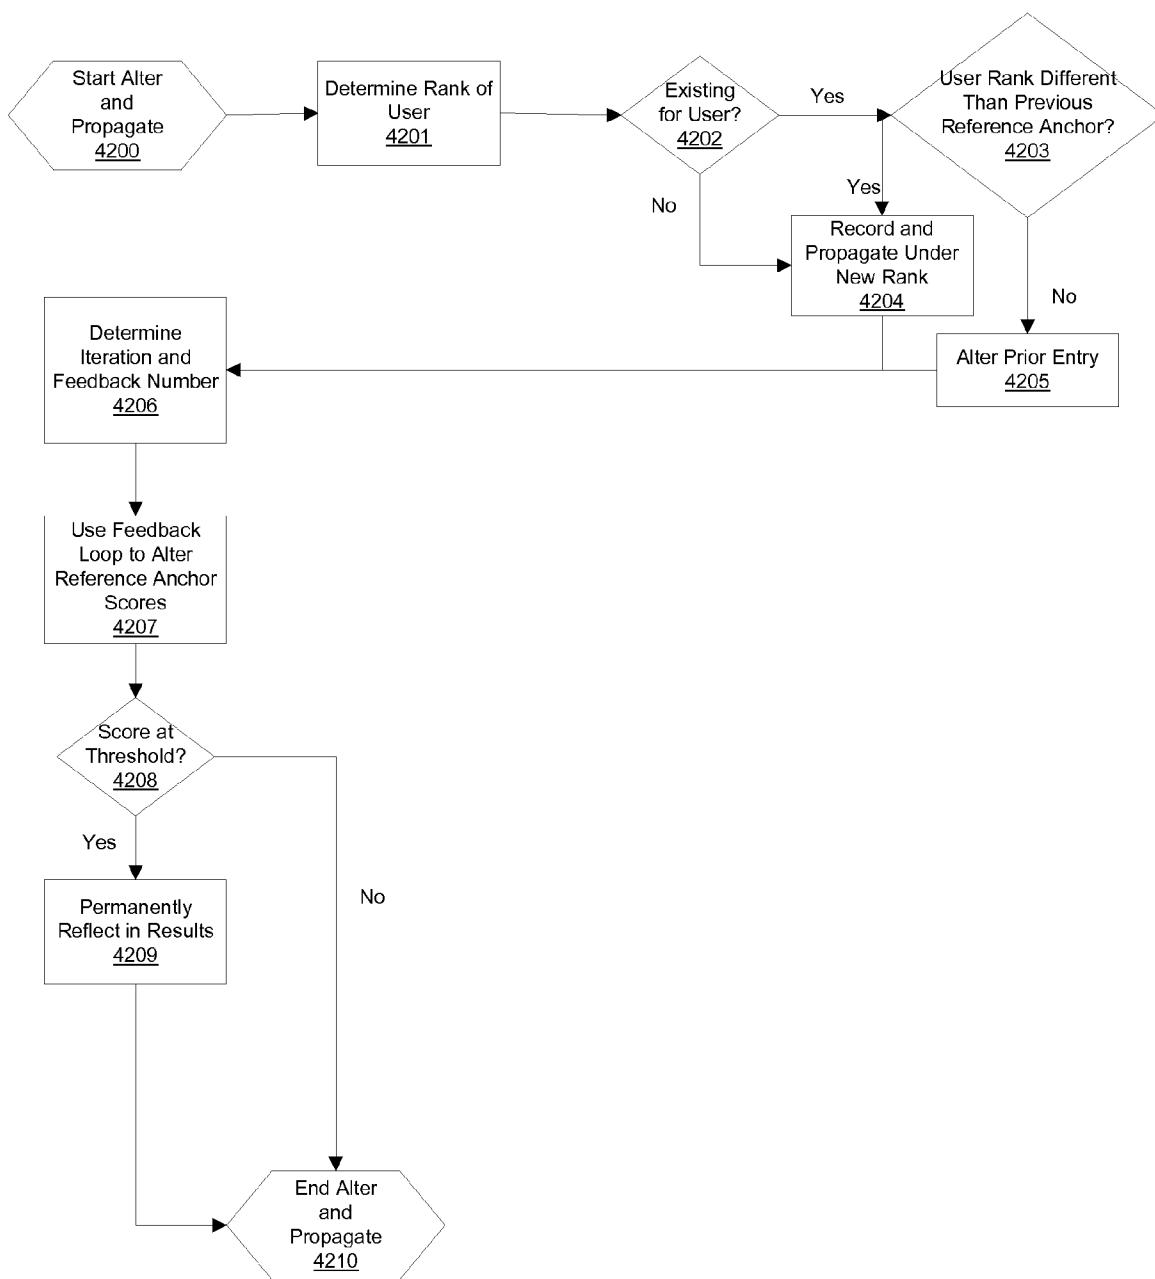 Start Alter
and
Propagate
4200
Determine Rank of
User
4201
Existing
for User?
4202
Yes
User Rank Different
Than Previous
Reference Anchor?
4203
No
Yes
Record and
Propagate Under
New Rank
4204
No
Alter Prior Entry
4205
Determine
Iteration and
Feedback Number
4206
Use Feedback
Loop to Alter
Reference Anchor
Scores
4207
Score at
Threshold?
4208
Yes
No
Permanently
Reflect in Results
4209
End Alter
and
Propagate
4210